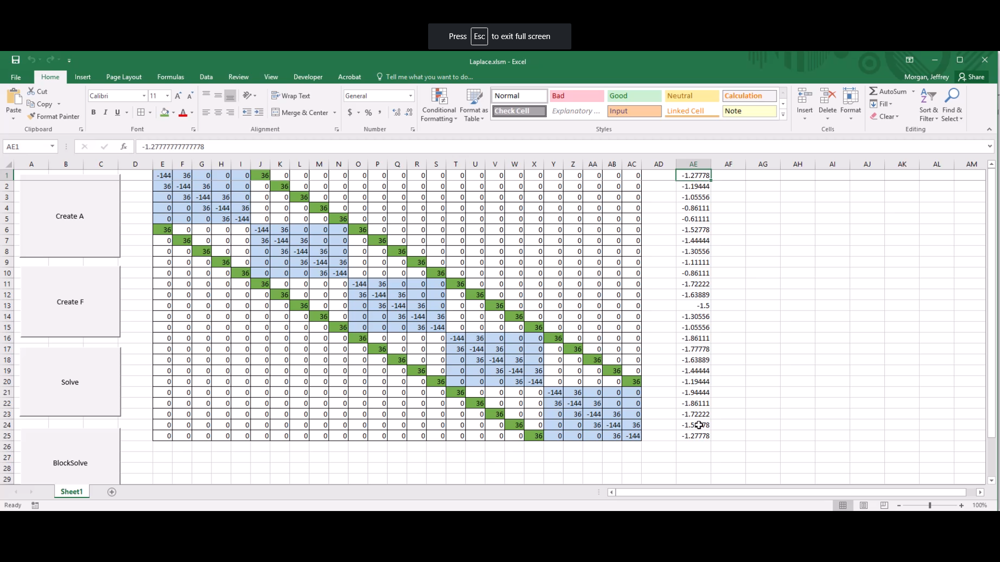 Press Esc to exit full screen
Laplace.xlsm - Excel
File Home Insert Page Layout Formulas Data Review View Developer Acrobat Tell me what you want to do... Morgan, Jeffrey Share
Paste Cut Copy Format Painter Clipboard
Calibri 11 B I U A A A Font
Wrap Text Merge & Center Alignment
General $ % , Number
Conditional Formatting Format as Table Normal Bad Good Neutral Calculation
Check Cell Explanatory ... Input Linked Cell Note Styles
Insert Delete Format Cells
AutoSum Fill Clear Sort & Filter Find & Select Editing
AE1 fx -1.27777777777778
A B C D E F G H I J K L M N O P Q R S T U V W X Y Z AA AB AC AD AE AF AG AH AI AJ AK AL AM
1 -144 36 0 0 0 36 0 0 0 0 0 0 0 0 0 0 0 0 0 0 0 0 0 0 0 -1.27778
2 36 -144 36 0 0 0 36 0 0 0 0 0 0 0 0 0 0 0 0 0 0 0 0 0 0 -1.19444
3 0 36 -144 36 0 0 0 36 0 0 0 0 0 0 0 0 0 0 0 0 0 0 0 0 0 -1.05556
4 0 0 36 -144 36 0 0 0 36 0 0 0 0 0 0 0 0 0 0 0 0 0 0 0 0 -0.86111
5 0 0 0 36 -144 0 0 0 0 36 0 0 0 0 0 0 0 0 0 0 0 0 0 0 0 -0.61111
6 36 0 0 0 0 -144 36 0 0 0 36 0 0 0 0 0 0 0 0 0 0 0 0 0 0 -1.52778
7 0 36 0 0 0 36 -144 36 0 0 0 36 0 0 0 0 0 0 0 0 0 0 0 0 0 -1.44444
8 0 0 36 0 0 0 36 -144 36 0 0 0 36 0 0 0 0 0 0 0 0 0 0 0 0 -1.30556
9 0 0 0 36 0 0 0 36 -144 36 0 0 0 36 0 0 0 0 0 0 0 0 0 0 0 -1.11111
10 0 0 0 0 36 0 0 0 36 -144 0 0 0 0 36 0 0 0 0 0 0 0 0 0 0 -0.86111
11 0 0 0 0 0 36 0 0 0 0 -144 36 0 0 0 36 0 0 0 0 0 0 0 0 0 -1.72222
12 0 0 0 0 0 0 36 0 0 0 36 -144 36 0 0 0 36 0 0 0 0 0 0 0 0 -1.63889
13 0 0 0 0 0 0 0 36 0 0 0 36 -144 36 0 0 0 36 0 0 0 0 0 0 0 -1.5
14 0 0 0 0 0 0 0 0 36 0 0 0 36 -144 36 0 0 0 36 0 0 0 0 0 0 -1.30556
15 0 0 0 0 0 0 0 0 0 36 0 0 0 36 -144 0 0 0 0 36 0 0 0 0 0 -1.05556
16 0 0 0 0 0 0 0 0 0 0 36 0 0 0 0 -144 36 0 0 0 36 0 0 0 0 -1.86111
17 0 0 0 0 0 0 0 0 0 0 0 36 0 0 0 36 -144 36 0 0 0 36 0 0 0 -1.77778
18 0 0 0 0 0 0 0 0 0 0 0 0 36 0 0 0 36 -144 36 0 0 0 36 0 0 -1.63889
19 0 0 0 0 0 0 0 0 0 0 0 0 0 36 0 0 0 36 -144 36 0 0 0 36 0 -1.44444
20 0 0 0 0 0 0 0 0 0 0 0 0 0 0 36 0 0 0 36 -144 0 0 0 0 36 -1.19444
21 0 0 0 0 0 0 0 0 0 0 0 0 0 0 0 36 0 0 0 0 -144 36 0 0 0 -1.94444
22 0 0 0 0 0 0 0 0 0 0 0 0 0 0 0 0 36 0 0 0 36 -144 36 0 0 -1.86111
23 0 0 0 0 0 0 0 0 0 0 0 0 0 0 0 0 0 36 0 0 0 36 -144 36 0 -1.72222
24 0 0 0 0 0 0 0 0 0 0 0 0 0 0 0 0 0 0 36 0 0 0 36 -144 36
25 0 0 0 0 0 0 0 0 0 0 0 0 0 0 0 0 0 0 0 36 0 0 0 36 -144 -1.27778
26
27
28
29
Create A
Create F
Solve
BlockSolve
Sheet1
Ready 100%